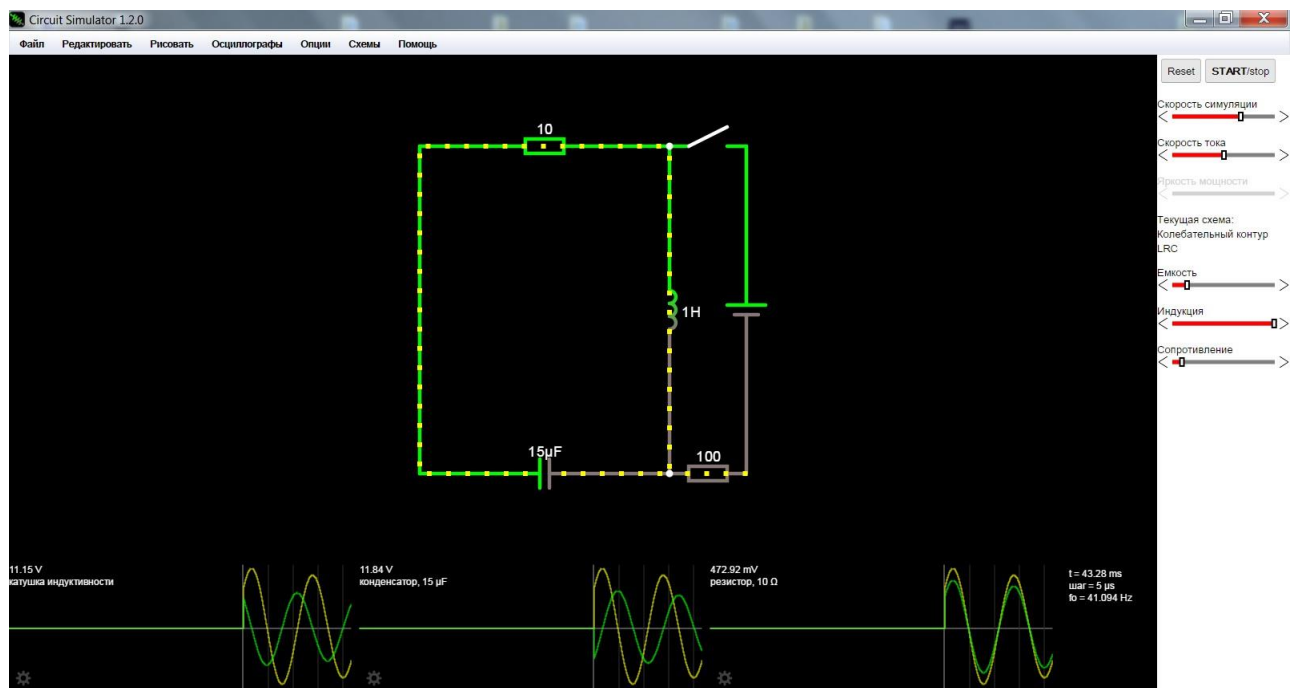 Circuit Simulator 1.2.0
Файл Редактировать Рисовать Осциллографы Опции Схемы Помощь
Reset START/stop
Скорость симуляции
Скорость тока
Яркость мощности
Текущая схема:
Колебательный контур
LRC
Емкость
Индукция
Сопротивление
10
1H
15µF
100
11.15 V
катушка индуктивности
11.84 V
конденсатор, 15 µF
472.92 mV
резистор, 10 Ω
t = 43.28 ms
шаг = 5 µs
fo = 41.094 Hz